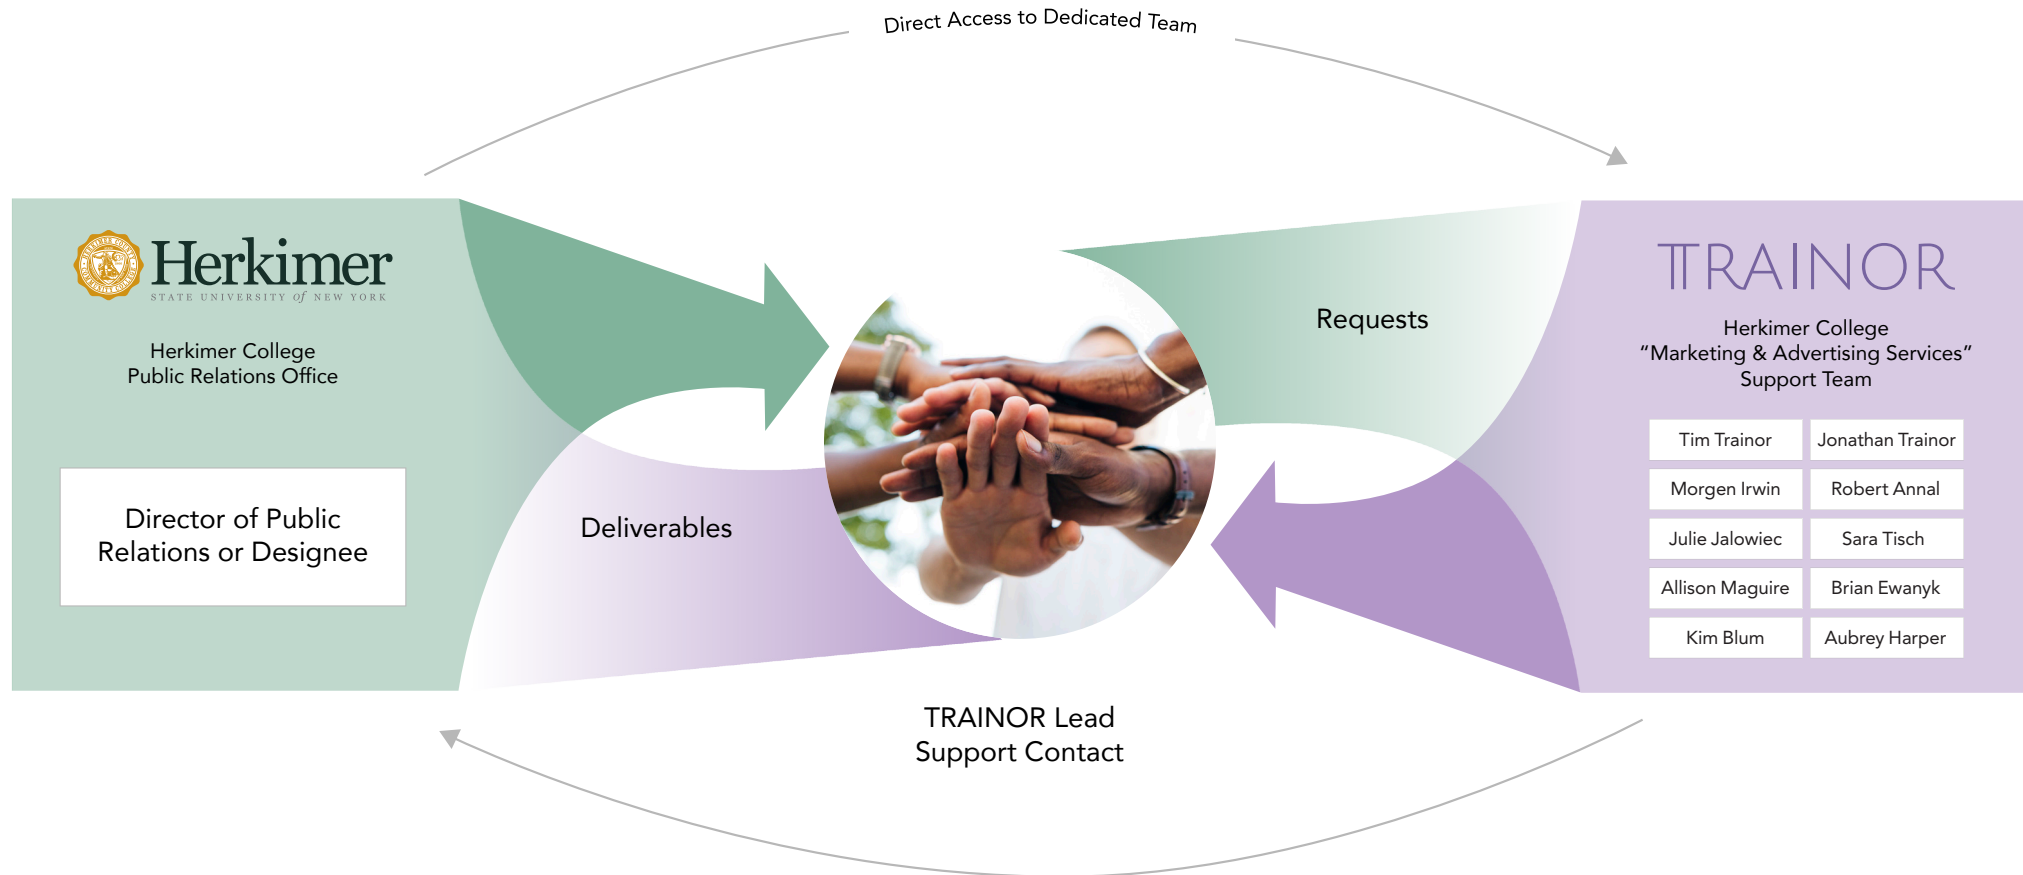 Direct Access to Dedicated Team
Herkimer
STATE UNIVERSITY of NEW YORK
Herkimer College
Public Relations Office
Director of Public
Relations or Designee
Deliverables
Requests
TRAINOR Lead
Support Contact
TRAINOR
Herkimer College
“Marketing & Advertising Services”
Support Team
Tim Trainor
Jonathan Trainor
Morgen Irwin
Robert Annal
Julie Jalowiec
Sara Tisch
Allison Maguire
Brian Ewanyk
Kim Blum
Aubrey Harper